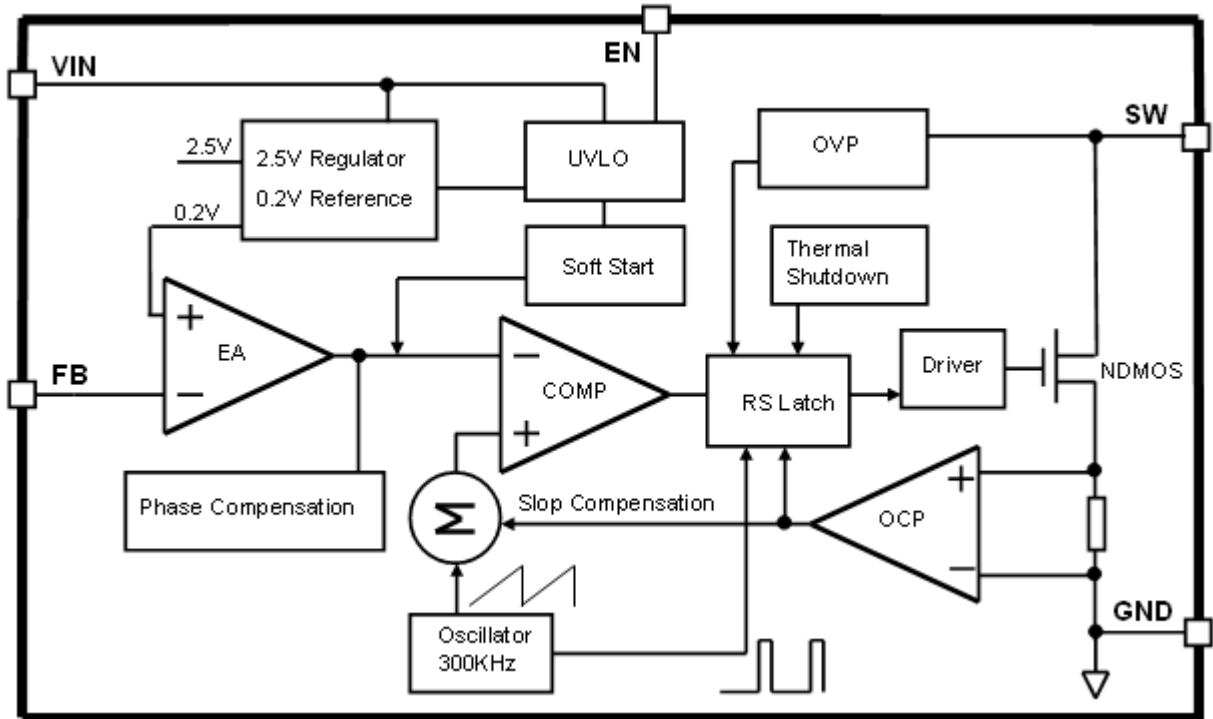 EN
VIN
SW
2.5V
2.5V Regulator
0.2V Reference
UVLO
OVP
0.2V
Soft Start
Thermal
Shutdown
EA
FB
COMP
RS Latch
Driver
NDMOS
Phase Compensation
Σ
Slop Compensation
OCP
Oscillator
300KHz
GND